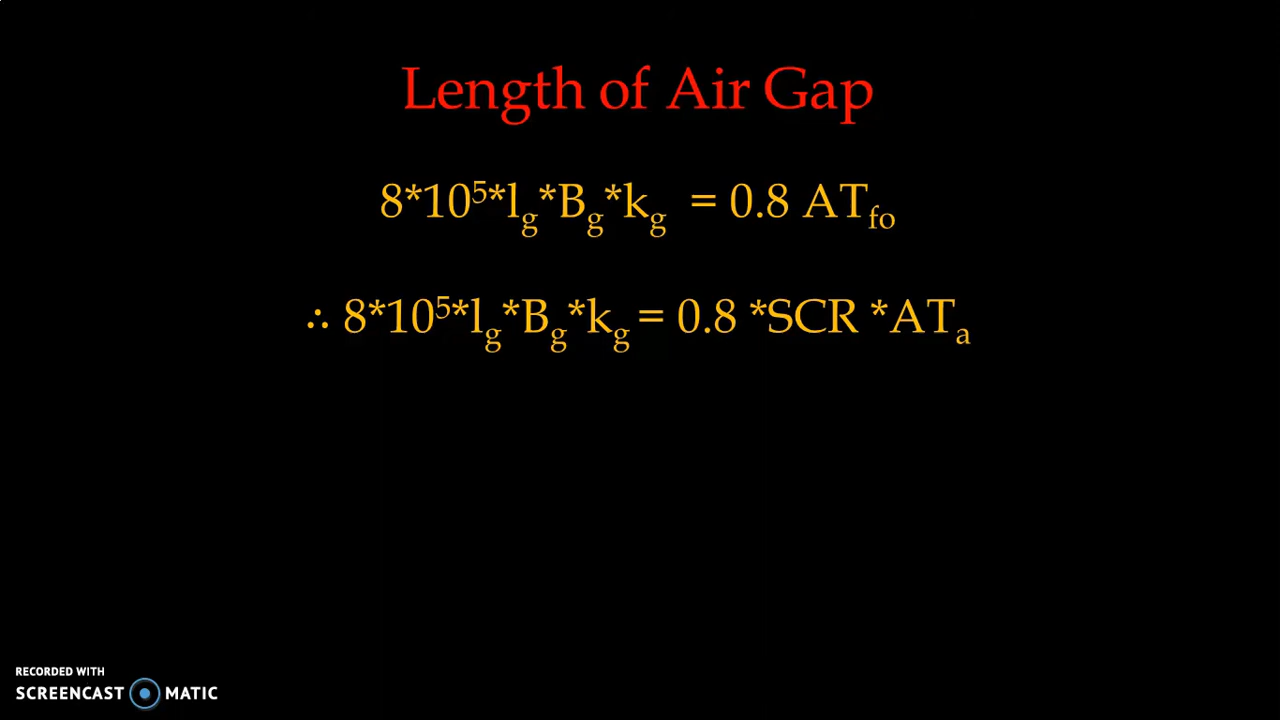 Length of Air Gap
8*10⁵*l_g*B_g*k_g = 0.8 AT_fo
∴ 8*10⁵*l_g*B_g*k_g = 0.8 *SCR *AT_a
RECORDED WITH
SCREENCAST MATIC